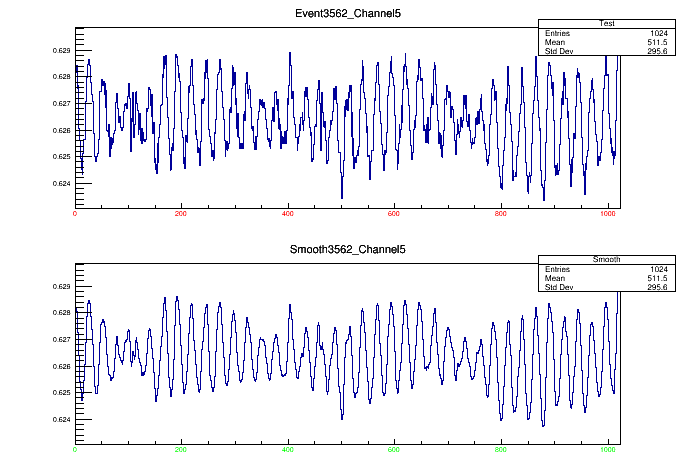 Event3562_Channel5
Test
Entries 1024
Mean 511.5
Std Dev 295.6
0.629
0.628
0.627
0.626
0.625
0.624
0 200 400 600 800 1000
Smooth3562_Channel5
Smooth
Entries 1024
Mean 511.5
Std Dev 295.6
0.629
0.628
0.627
0.626
0.625
0.624
0 200 400 600 800 1000